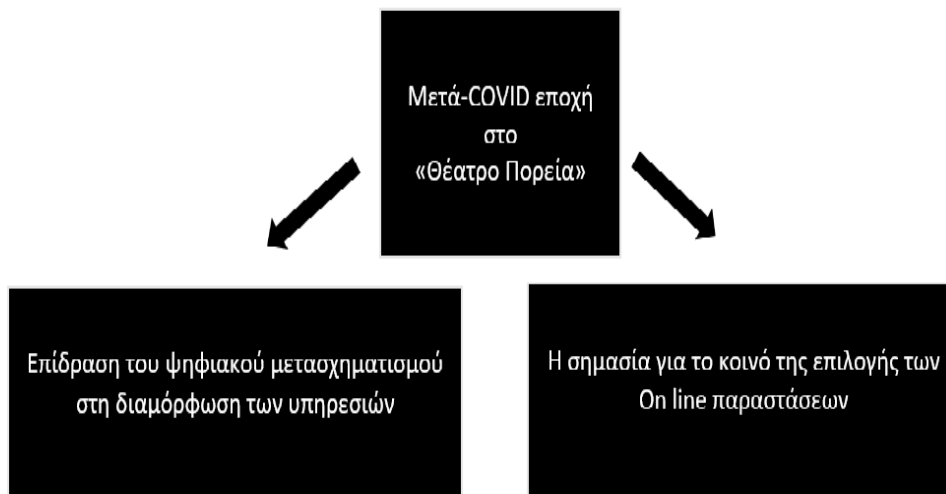 Μετά-COVID εποχή
στο
«Θέατρο Πορεία»
Επίδραση του ψηφιακού μετασχηματισμού
στη διαμόρφωση των υπηρεσιών
Η σημασία για το κοινό της επιλογής των
On line παραστάσεων